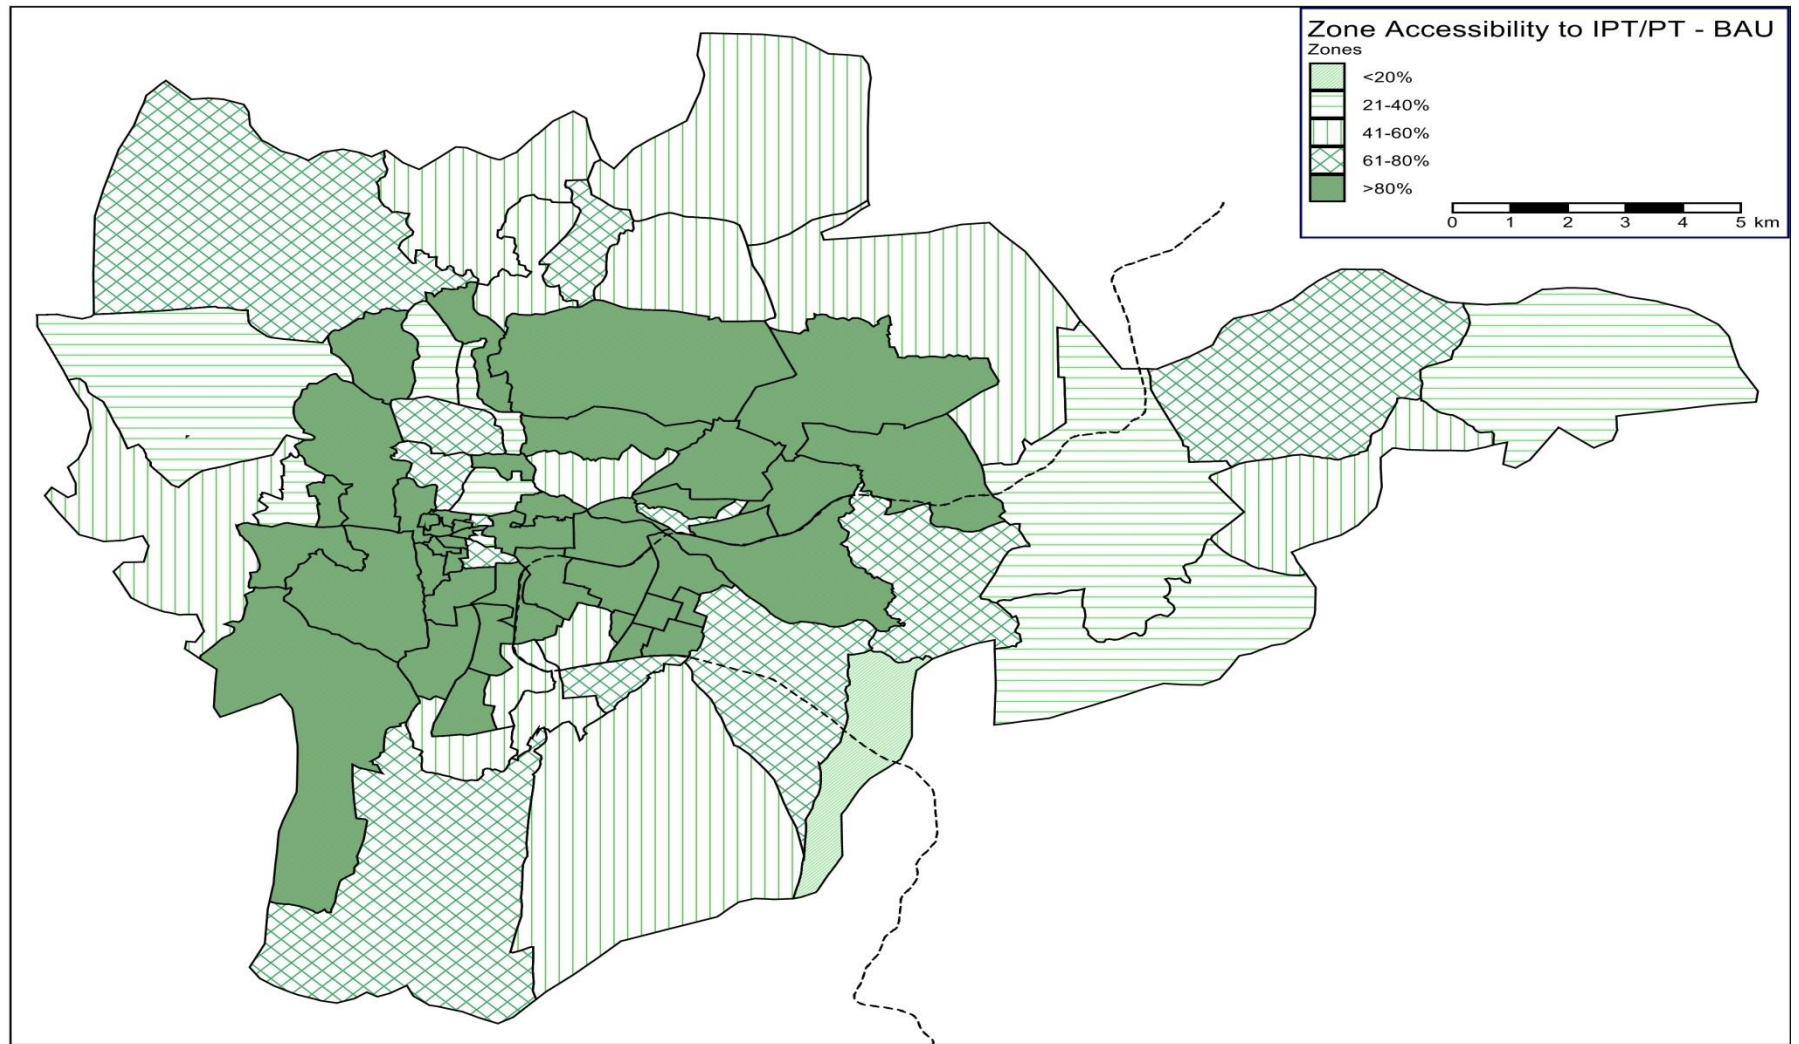 Zone Accessibility to IPT/PT - BAU
Zones
<20%
21-40%
41-60%
61-80%
>80%
0 1 2 3 4 5 km